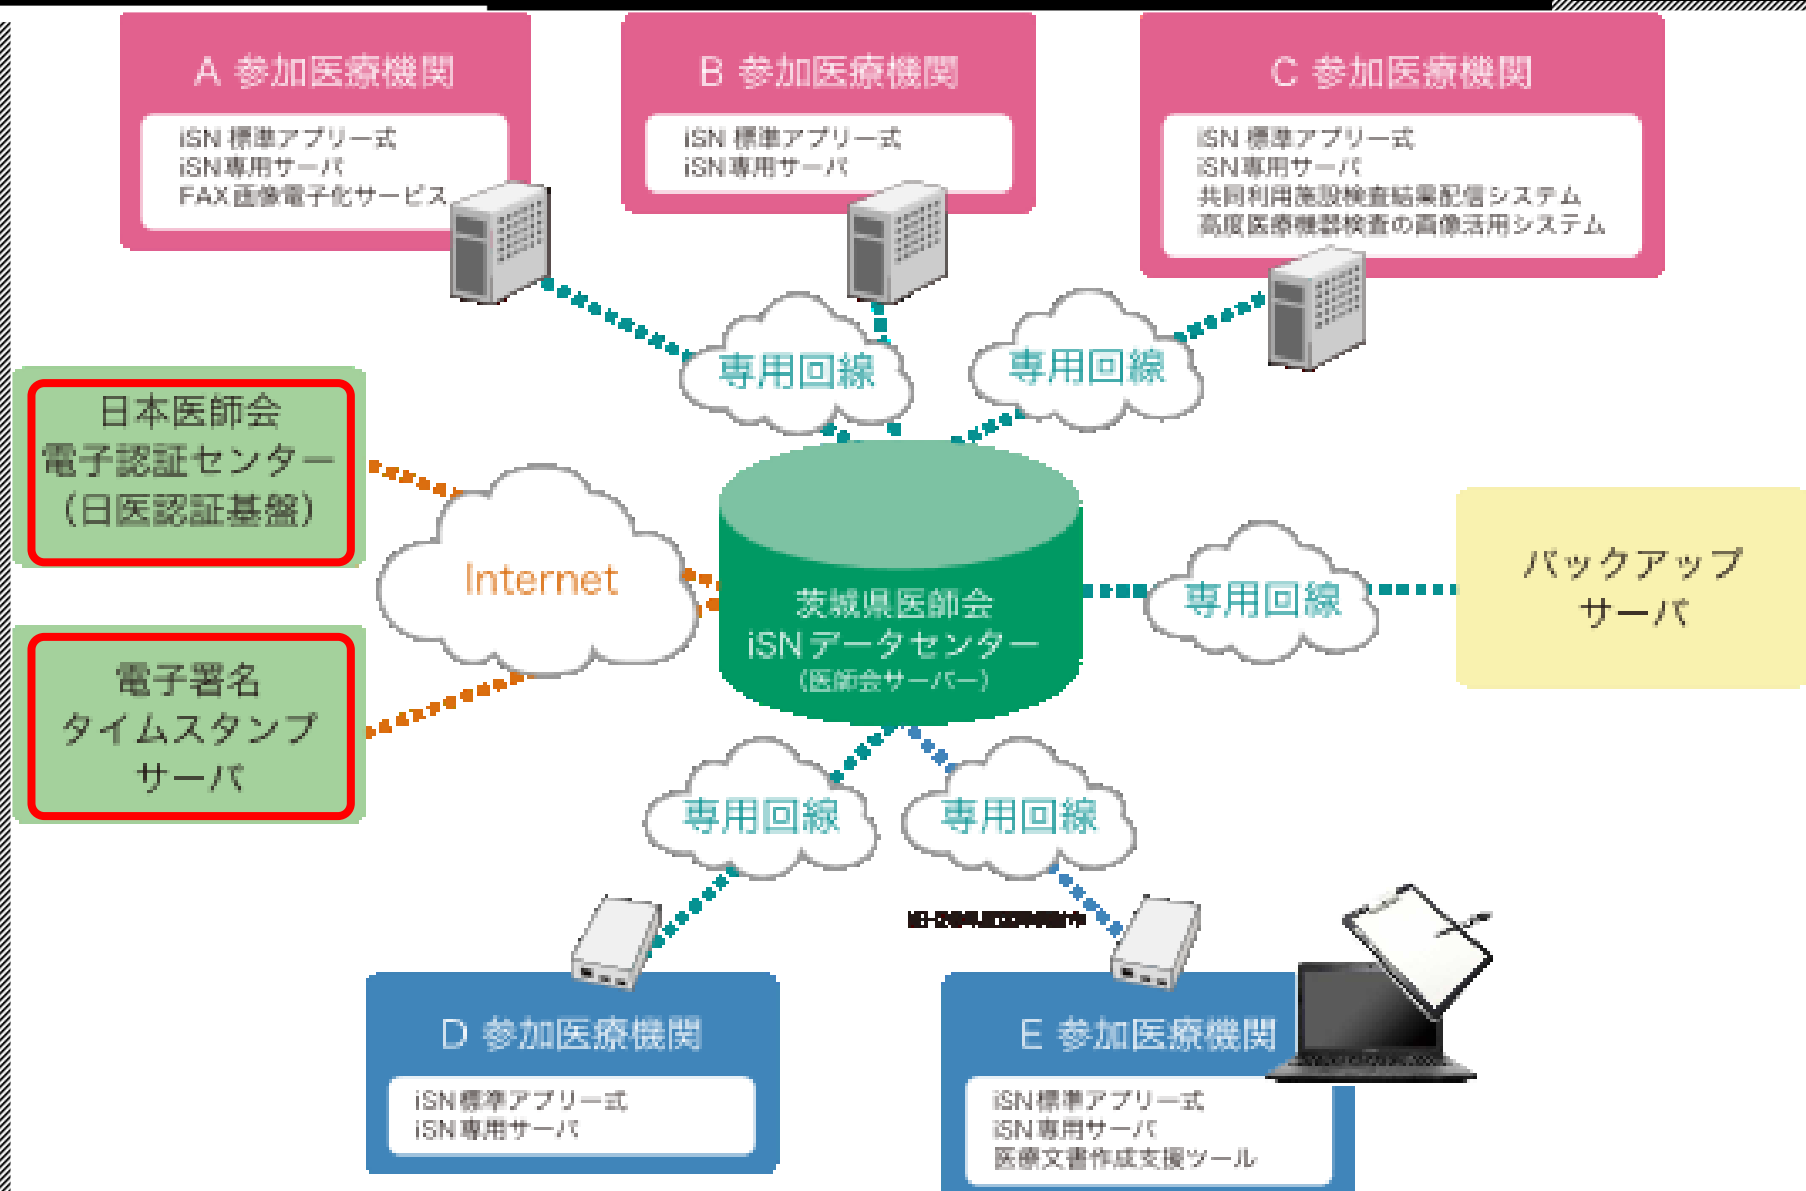 A 参加医療機関
iSN 標準アプリ一式
iSN専用サーバ
FAX画像電子化サービス
B 参加医療機関
iSN 標準アプリ一式
iSN専用サーバ
C 参加医療機関
iSN 標準アプリ一式
iSN専用サーバ
共同利用施設検査結果配信システム
高度医療機器検査の画像活用システム
専用回線
専用回線
日本医師会
電子認証センター
(日医認証基盤)
Internet
茨城県医師会
iSNデータセンター
(医師会サーバー)
専用回線
バックアップ
サーバ
電子署名
タイムスタンプ
サーバ
専用回線
専用回線
D 参加医療機関
iSN標準アプリ一式
iSN専用サーバ
E 参加医療機関
iSN標準アプリ一式
iSN専用サーバ
医療文書作成支援ツール